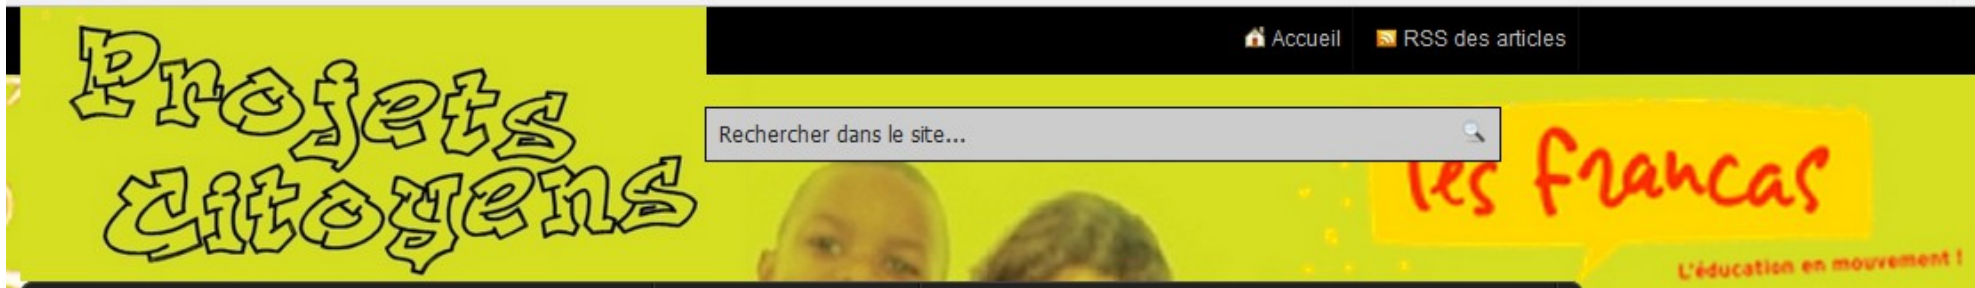 Projets
Citoyens
Accueil
RSS des articles
Rechercher dans le site...
les francas
L'éducation en mouvement !